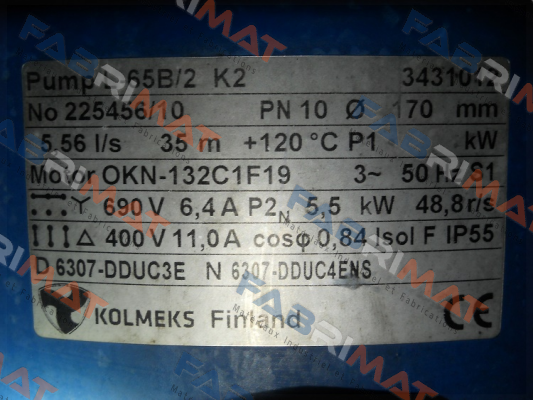 Pump 65B/2 K2 3431012
No 225456/10 PN 10 Ø 170 mm
5.56 l/s 35 m +120 °C P1 kW
Motor OKN-132C1F19 3~ 50 Hz S1
Y 690 V 6,4 A P2N 5,5 kW 48,8 r/s
△ 400 V 11,0 A cosφ 0,84 Isol F IP55
D 6307-DDUC3E N 6307-DDUC4ENS
KOLMEKS Finland CE
FABRIMAT